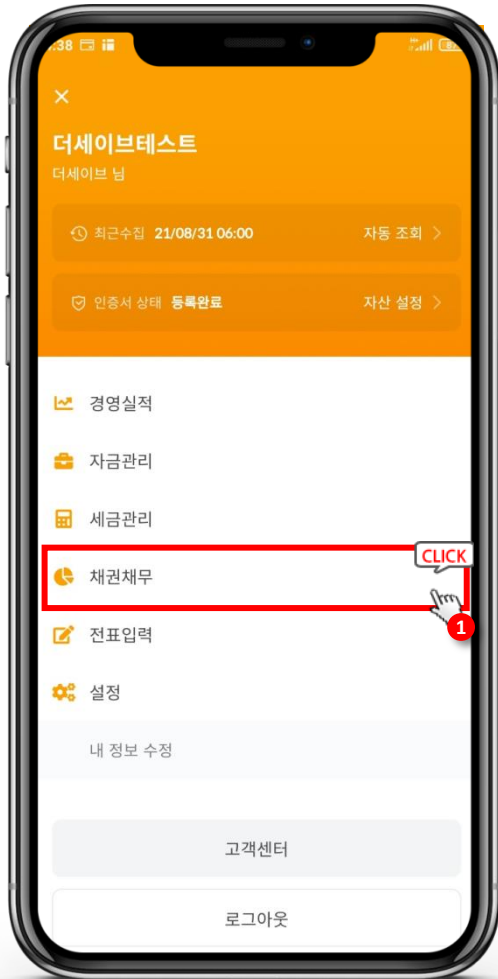 :38
×
더세이브테스트
더세이브 님
최근수집 21/08/31 06:00 자동 조회 >
인증서 상태 등록완료 자산 설정 >
경영실적
자금관리
세금관리
CLICK
채권채무
1
전표입력
설정
내 정보 수정
고객센터
로그아웃